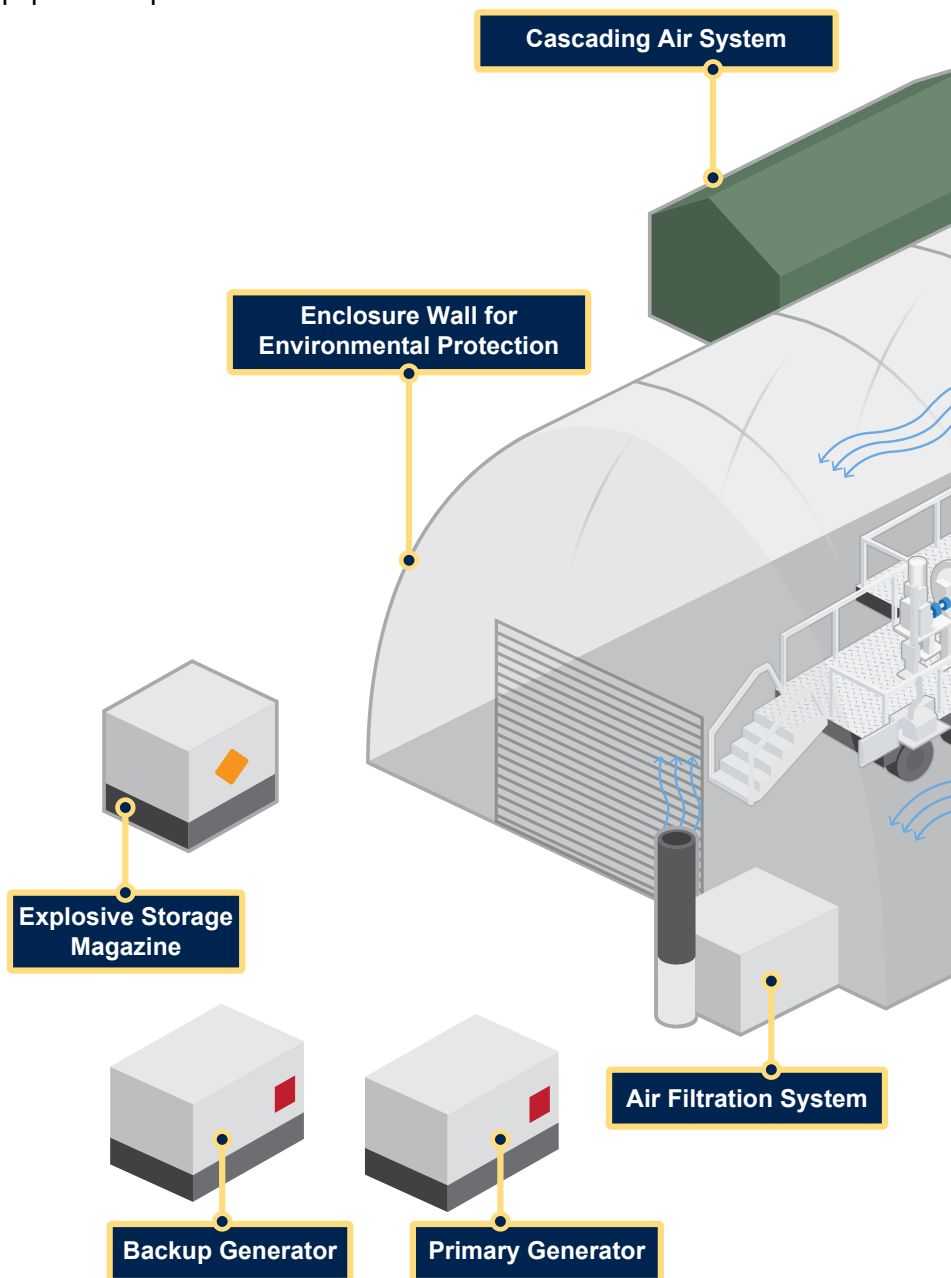 Cascading Air System
Enclosure Wall for
Environmental Protection
Explosive Storage
Magazine
Air Filtration System
Backup Generator
Primary Generator